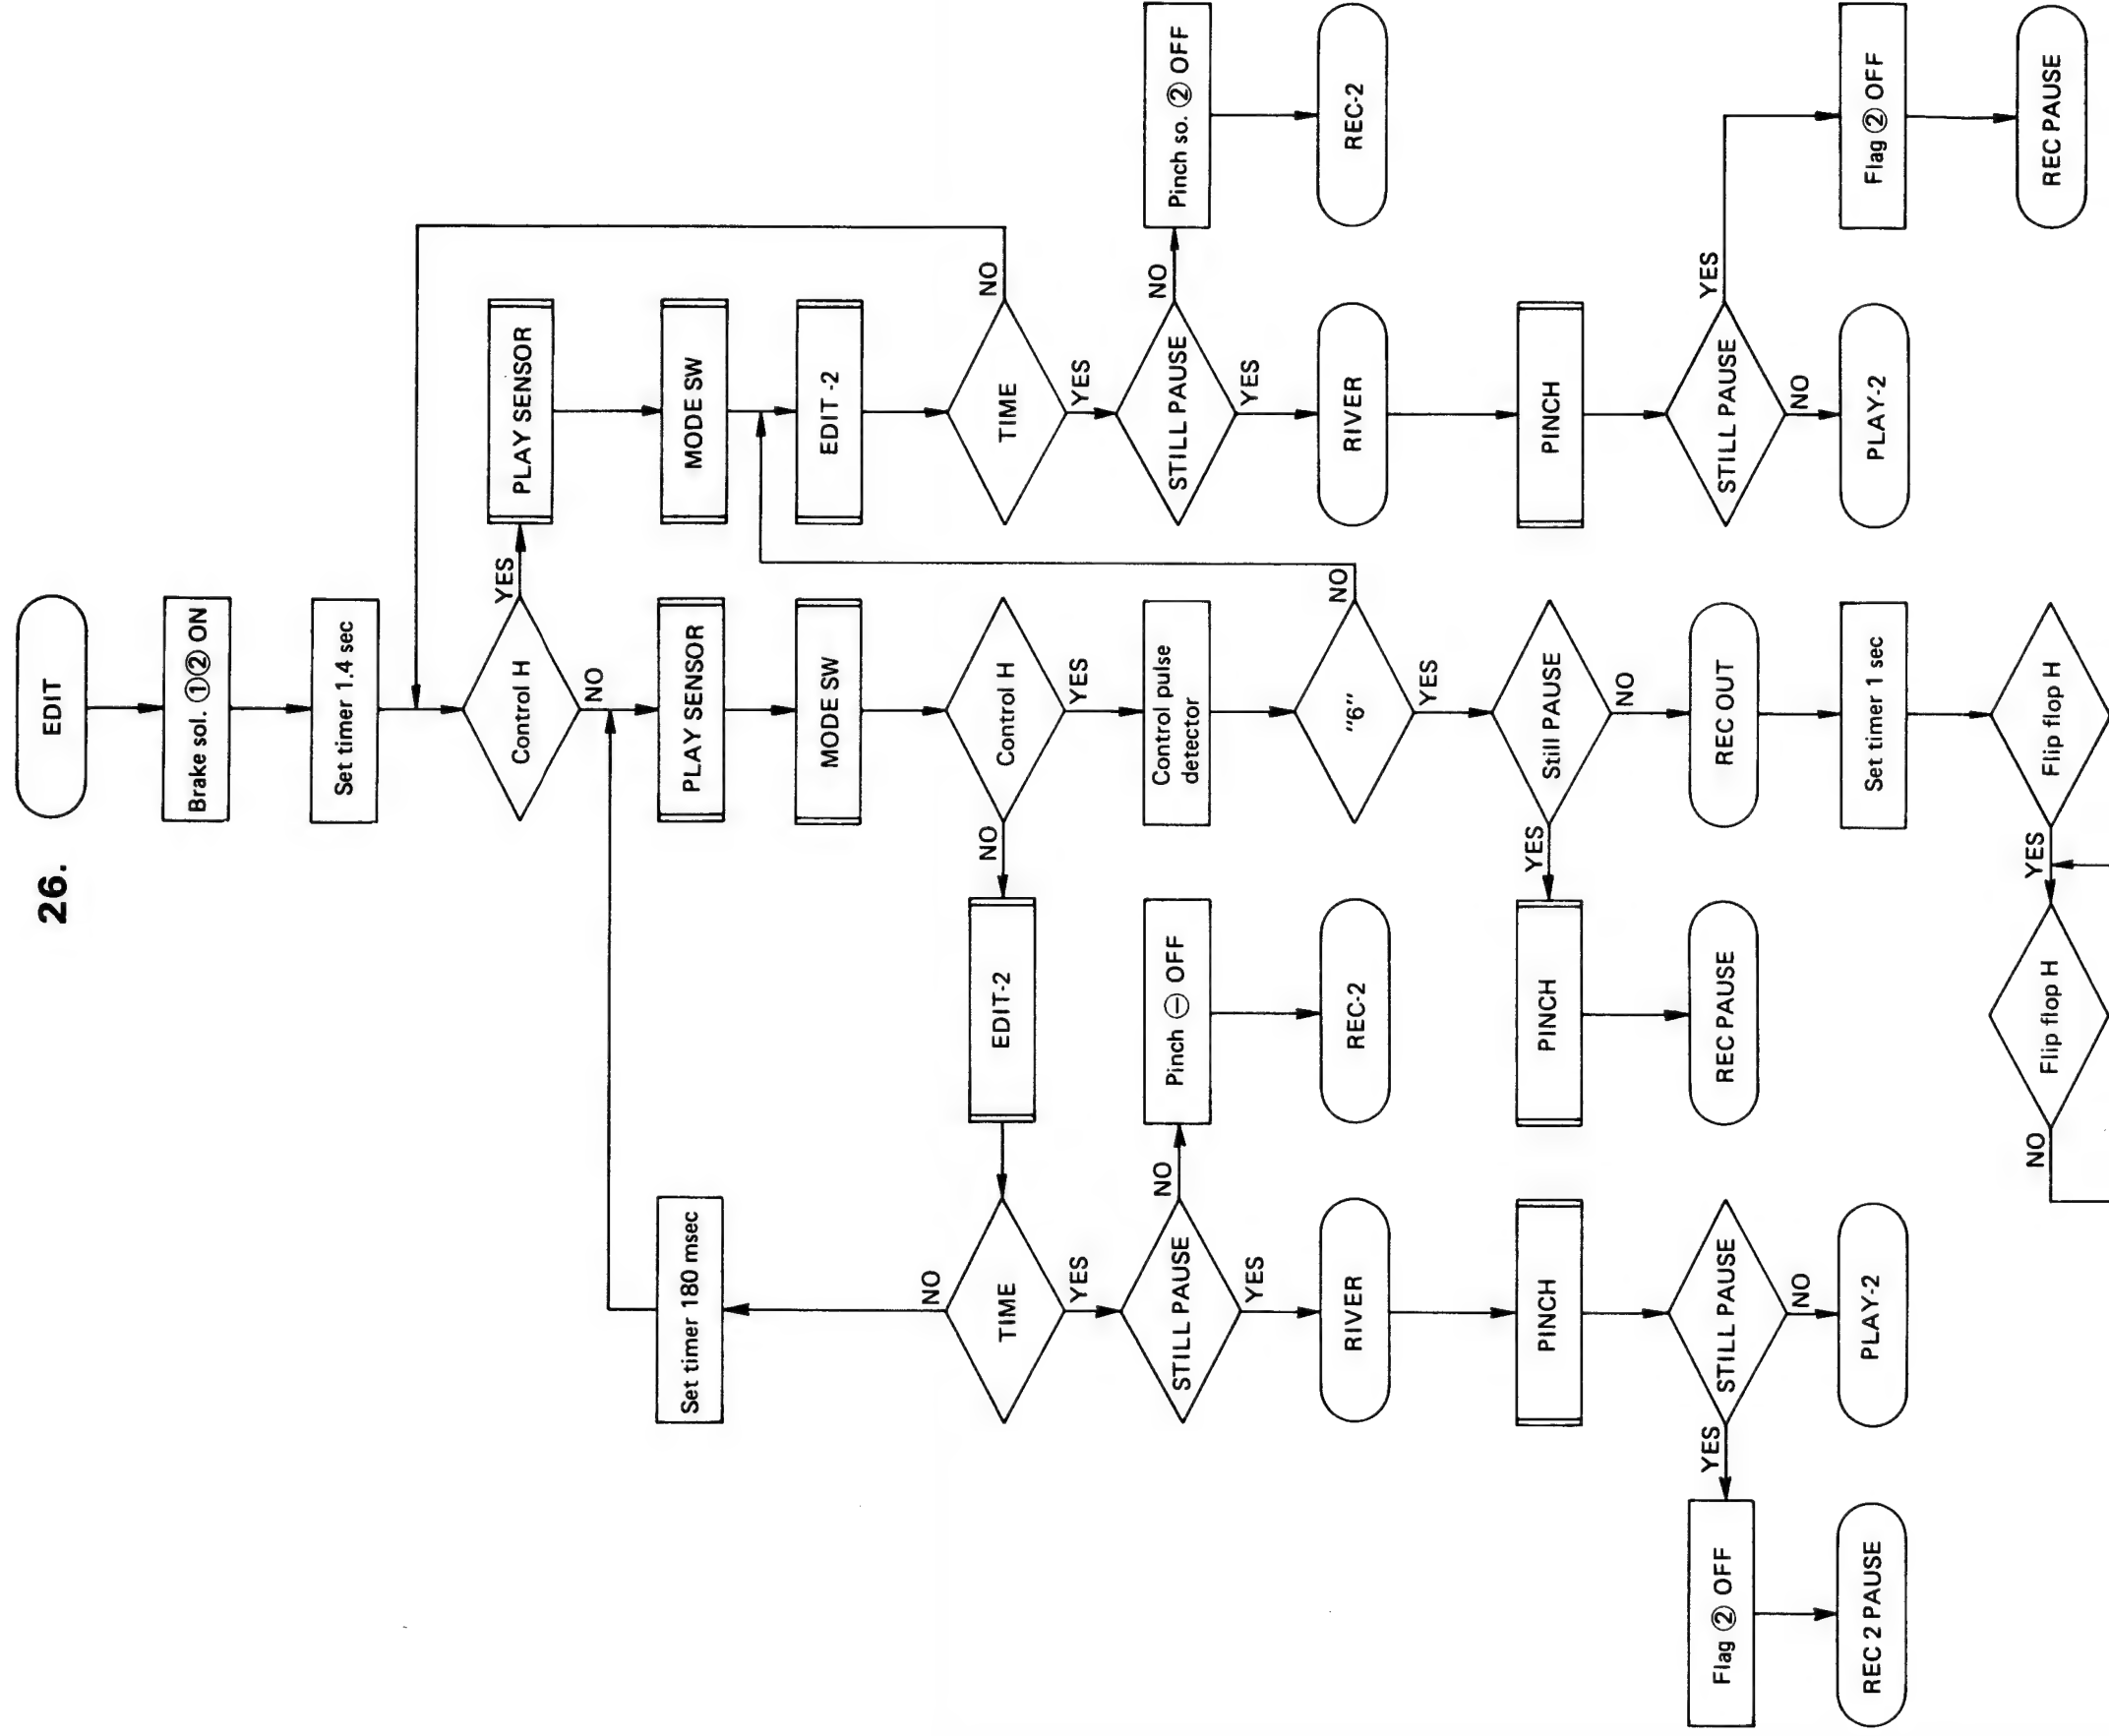 26.
EDIT
Brake sol. ①② ON
Set timer 1.4 sec
Control H
YES
NO
PLAY SENSOR
MODE SW
EDIT -2
TIME
NO
YES
STILL PAUSE
NO
Pinch so. ② OFF
REC-2
YES
RIVER
PINCH
STILL PAUSE
YES
Flag ② OFF
REC PAUSE
NO
PLAY-2
PLAY SENSOR
MODE SW
Control H
NO
YES
Control pulse
detector
"6"
NO
YES
Still PAUSE
YES
PINCH
REC PAUSE
NO
REC OUT
Set timer 1 sec
Flip flop H
YES
Flip flop H
NO
EDIT-2
TIME
NO
Set timer 180 msec
YES
STILL PAUSE
NO
Pinch ⊖ OFF
REC-2
YES
RIVER
PINCH
STILL PAUSE
YES
Flag ② OFF
REC 2 PAUSE
NO
PLAY-2